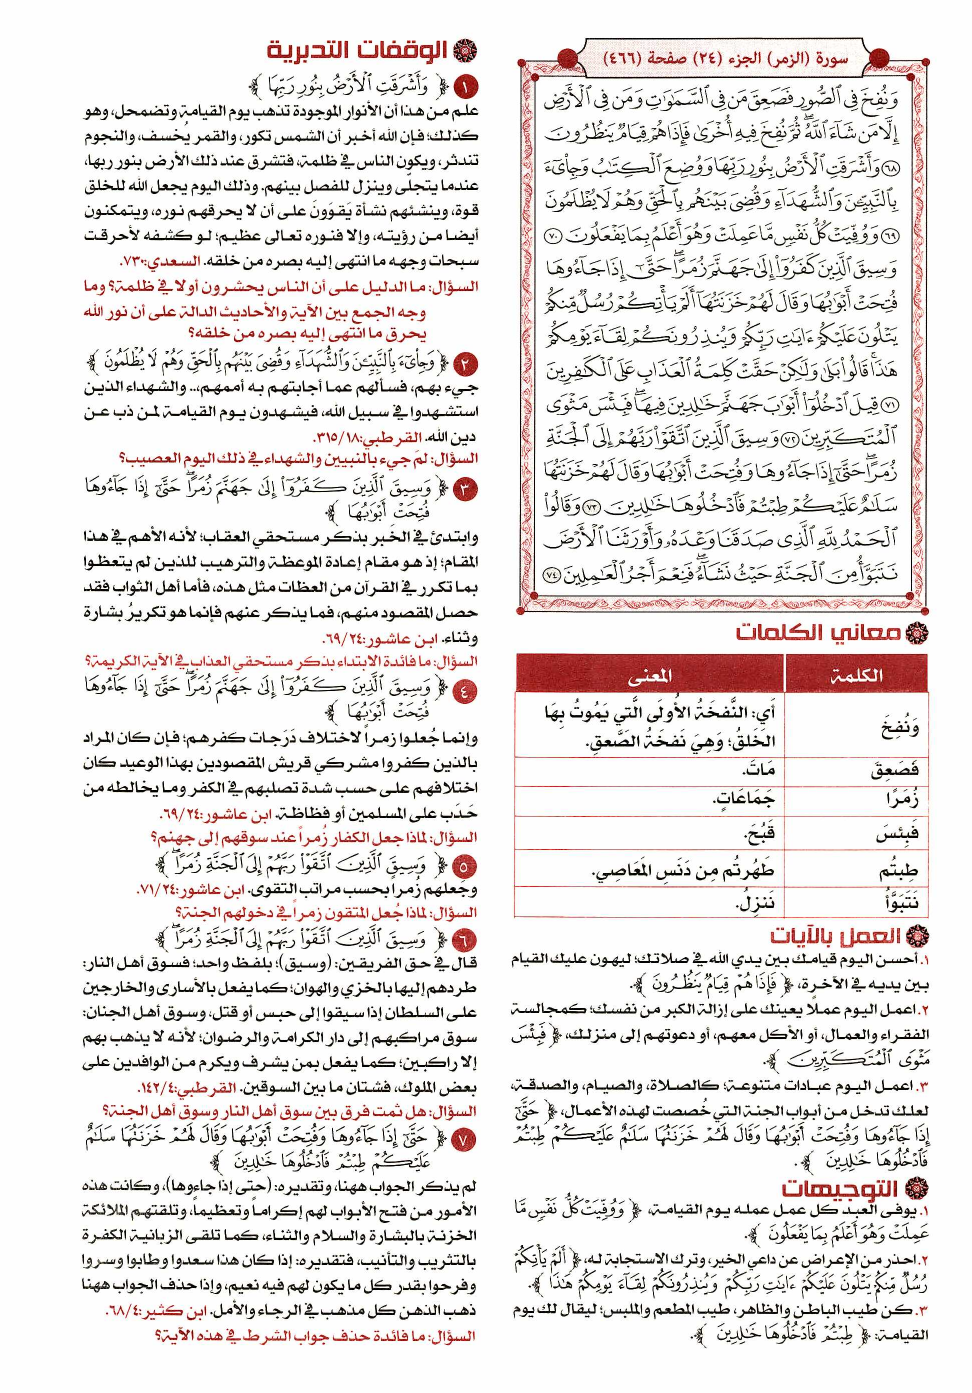 سورة (الزمر) الجزء (٢٤) صفحة (٤٦٦)
وَنُفِخَ فِي ٱلصُّورِ فَصَعِقَ مَن فِي ٱلسَّمَٰوَٰتِ وَمَن فِي ٱلْأَرْضِ
إِلَّا مَن شَآءَ ٱللَّهُ ثُمَّ نُفِخَ فِيهِ أُخْرَىٰ فَإِذَا هُمْ قِيَامٌ يَنظُرُونَ
٦٨ وَأَشْرَقَتِ ٱلْأَرْضُ بِنُورِ رَبِّهَا وَوُضِعَ ٱلْكِتَٰبُ وَجِاْىٓءَ
بِٱلنَّبِيِّـۧنَ وَٱلشُّهَدَآءِ وَقُضِيَ بَيْنَهُم بِٱلْحَقِّ وَهُمْ لَا يُظْلَمُونَ
٦٩ وَوُفِّيَتْ كُلُّ نَفْسٍ مَّا عَمِلَتْ وَهُوَ أَعْلَمُ بِمَا يَفْعَلُونَ ٧٠
وَسِيقَ ٱلَّذِينَ كَفَرُوٓاْ إِلَىٰ جَهَنَّمَ زُمَرًا حَتَّىٰٓ إِذَا جَآءُوهَا
فُتِحَتْ أَبْوَٰبُهَا وَقَالَ لَهُمْ خَزَنَتُهَآ أَلَمْ يَأْتِكُمْ رُسُلٌ مِّنكُمْ
يَتْلُونَ عَلَيْكُمْ ءَايَٰتِ رَبِّكُمْ وَيُنذِرُونَكُمْ لِقَآءَ يَوْمِكُمْ
هَٰذَا قَالُواْ بَلَىٰ وَلَٰكِنْ حَقَّتْ كَلِمَةُ ٱلْعَذَابِ عَلَى ٱلْكَٰفِرِينَ
٧١ قِيلَ ٱدْخُلُوٓاْ أَبْوَٰبَ جَهَنَّمَ خَٰلِدِينَ فِيهَا فَبِئْسَ مَثْوَى
ٱلْمُتَكَبِّرِينَ ٧٢ وَسِيقَ ٱلَّذِينَ ٱتَّقَوْاْ رَبَّهُمْ إِلَى ٱلْجَنَّةِ
زُمَرًا حَتَّىٰٓ إِذَا جَآءُوهَا وَفُتِحَتْ أَبْوَٰبُهَا وَقَالَ لَهُمْ خَزَنَتُهَا
سَلَٰمٌ عَلَيْكُمْ طِبْتُمْ فَٱدْخُلُوهَا خَٰلِدِينَ ٧٣ وَقَالُواْ
ٱلْحَمْدُ لِلَّهِ ٱلَّذِي صَدَقَنَا وَعْدَهُۥ وَأَوْرَثَنَا ٱلْأَرْضَ
نَتَبَوَّأُ مِنَ ٱلْجَنَّةِ حَيْثُ نَشَآءُ فَنِعْمَ أَجْرُ ٱلْعَٰمِلِينَ ٧٤
معاني الكلمات
الكلمة المعنى
وَنُفِخَ أَي: النَّفخَةُ الأُولَى الَّتي يَمُوتُ بِهَا
الخَلقُ؛ وَهِيَ نَفخَةُ الصَّعقِ.
فَصَعِقَ مَاتَ.
زُمَرًا جَمَاعَاتٍ.
فَبِئسَ قَبُحَ.
طِبتُم طَهُرتُم مِن دَنَسِ المَعَاصِي.
نَتَبَوَّأُ نَنزِلُ.
العمل بالآيات
١. أحسن اليوم قيامك بين يدي الله في صلاتك؛ ليهون عليك القيام
بين يديه في الآخرة، ﴿ فَإِذَا هُمْ قِيَامٌ يَنظُرُونَ ﴾.
٢. اعمل اليوم عملاً يعينك على إزالة الكبر من نفسك؛ كمجالسة
الفقراء والعمال، أو الأكل معهم، أو دعوتهم إلى منزلك، ﴿ فَبِئْسَ
مَثْوَى ٱلْمُتَكَبِّرِينَ ﴾.
٣. اعمل اليوم عبادات متنوعة؛ كالصلاة، والصيام، والصدقة،
لعلك تدخل من أبواب الجنة التي خُصصت لهذه الأعمال، ﴿ حَتَّىٰٓ
إِذَا جَآءُوهَا وَفُتِحَتْ أَبْوَٰبُهَا وَقَالَ لَهُمْ خَزَنَتُهَا سَلَٰمٌ عَلَيْكُمْ طِبْتُمْ
فَٱدْخُلُوهَا خَٰلِدِينَ ﴾.
التوجيهات
١. يوفى العبد كل عمل عمله يوم القيامة، ﴿ وَوُفِّيَتْ كُلُّ نَفْسٍ مَّا
عَمِلَتْ وَهُوَ أَعْلَمُ بِمَا يَفْعَلُونَ ﴾.
٢. احذر من الإعراض عن داعي الخير، وترك الاستجابة له، ﴿ أَلَمْ يَأْتِكُمْ
رُسُلٌ مِّنكُمْ يَتْلُونَ عَلَيْكُمْ ءَايَٰتِ رَبِّكُمْ وَيُنذِرُونَكُمْ لِقَآءَ يَوْمِكُمْ هَٰذَا ﴾.
٣. كن طيب الباطن والظاهر، طيب المطعم والملبس؛ ليقال لك يوم
القيامة: ﴿ طِبْتُمْ فَٱدْخُلُوهَا خَٰلِدِينَ ﴾.
الوقفات التدبرية
١ ﴿ وَأَشْرَقَتِ ٱلْأَرْضُ بِنُورِ رَبِّهَا ﴾
علم من هذا أن الأنوار الموجودة تذهب يوم القيامة وتضمحل، وهو
كذلك؛ فإن الله أخبر أن الشمس تكور، والقمر يخسف، والنجوم
تندثر، ويكون الناس في ظلمة، فتشرق عند ذلك الأرض بنور ربها،
عندما يتجلى وينزل للفصل بينهم. وذلك اليوم يجعل الله للخلق
قوة، وينشئهم نشأة يَقوَونَ على أن لا يحرقهم نوره، ويتمكنون
أيضا من رؤيته، وإلا فنوره تعالى عظيم؛ لو كشفه لأحرقت
سبحات وجهه ما انتهى إليه بصره من خلقه. السعدي: ٧٣٠.
السؤال: ما الدليل على أن الناس يحشرون أولا في ظلمة؟ وما
وجه الجمع بين الآية والأحاديث الدالة على أن نور الله
يحرق ما انتهى إليه بصره من خلقه؟
٢ ﴿ وَجِاْىٓءَ بِٱلنَّبِيِّـۧنَ وَٱلشُّهَدَآءِ وَقُضِيَ بَيْنَهُم بِٱلْحَقِّ وَهُمْ لَا يُظْلَمُونَ ﴾
جيء بهم، فسألهم عما أجابتهم به أممهم،.. والشهداء الذين
استشهدوا في سبيل الله، فيشهدون يوم القيامة لمن ذب عن
دين الله. القرطبي: ٣١٥/١٨.
السؤال: لمَ جيء بالنبيين والشهداء في ذلك اليوم العصيب؟
٣ ﴿ وَسِيقَ ٱلَّذِينَ كَفَرُوٓاْ إِلَىٰ جَهَنَّمَ زُمَرًا حَتَّىٰٓ إِذَا جَآءُوهَا
فُتِحَتْ أَبْوَٰبُهَا ﴾
وابتدئ في الخبر بذكر مستحقي العقاب؛ لأنه الأهم في هذا
المقام؛ إذ هو مقام إعادة الموعظة والترهيب للذين لم يتعظوا
بما تكرر في القرآن من العظات مثل هذه، فأما أهل الثواب فقد
حصل المقصود منهم، فما يذكر عنهم فإنما هو تكريرُ بشارة
وثناء. ابن عاشور: ٦٩/٢٤.
السؤال: ما فائدة الابتداء بذكر مستحقي العذاب في الآية الكريمة؟
٤ ﴿ وَسِيقَ ٱلَّذِينَ كَفَرُوٓاْ إِلَىٰ جَهَنَّمَ زُمَرًا حَتَّىٰٓ إِذَا جَآءُوهَا
فُتِحَتْ أَبْوَٰبُهَا ﴾
وإنما جُعلوا زمراً لاختلاف دَرَجات كفرهم؛ فإن كان المراد
بالذين كفروا مشركي قريش المقصودين بهذا الوعيد كان
اختلافهم على حسب شدة تصلبهم في الكفر وما يخالطه من
حَدَب على المسلمين أو فظاظة. ابن عاشور: ٦٩/٢٤.
السؤال: لماذا جعل الكفار زُمراً عند سوقهم إلى جهنم؟
٥ ﴿ وَسِيقَ ٱلَّذِينَ ٱتَّقَوْاْ رَبَّهُمْ إِلَى ٱلْجَنَّةِ زُمَرًا ﴾
وجعلهم زُمرا بحسب مراتب التقوى. ابن عاشور: ٧١/٢٤.
السؤال: لماذا جُعل المتقون زمراً في دخولهم الجنة؟
٦ ﴿ وَسِيقَ ٱلَّذِينَ ٱتَّقَوْاْ رَبَّهُمْ إِلَى ٱلْجَنَّةِ زُمَرًا ﴾
قال في حق الفريقين: (وسيق)؛ بلفظ واحد؛ فسوق أهل النار:
طردهم إليها بالخزي والهوان؛ كما يفعل بالأسارى والخارجين
على السلطان إذا سيقوا إلى حبس أو قتل، وسوق أهل الجنان:
سوق مراكبهم إلى دار الكرامة والرضوان؛ لأنه لا يذهب بهم
إلا راكبين؛ كما يفعل بمن يشرف ويكرم من الوافدين على
بعض الملوك، فشتان ما بين السوقين. القرطبي: ١٤٢/٤.
السؤال: هل ثمت فرق بين سوق أهل النار وسوق أهل الجنة؟
٧ ﴿ حَتَّىٰٓ إِذَا جَآءُوهَا وَفُتِحَتْ أَبْوَٰبُهَا وَقَالَ لَهُمْ خَزَنَتُهَا سَلَٰمٌ
عَلَيْكُمْ طِبْتُمْ فَٱدْخُلُوهَا خَٰلِدِينَ ﴾
لم يذكر الجواب ههنا، وتقديره: (حتى إذا جاءوها)، وكانت هذه
الأمور من فتح الأبواب لهم إكراما وتعظيما، وتلقتهم الملائكة
الخزنة بالبشارة والسلام والثناء، كما تلقى الزبانية الكفرة
بالتثريب والتأنيب، فتقديره: إذا كان هذا سعدوا وطابوا وسروا
وفرحوا بقدر كل ما يكون لهم فيه نعيم، وإذا حذف الجواب ههنا
ذهب الذهن كل مذهب في الرجاء والأمل. ابن كثير: ٦٨/٤.
السؤال: ما فائدة حذف جواب الشرط في هذه الآية؟